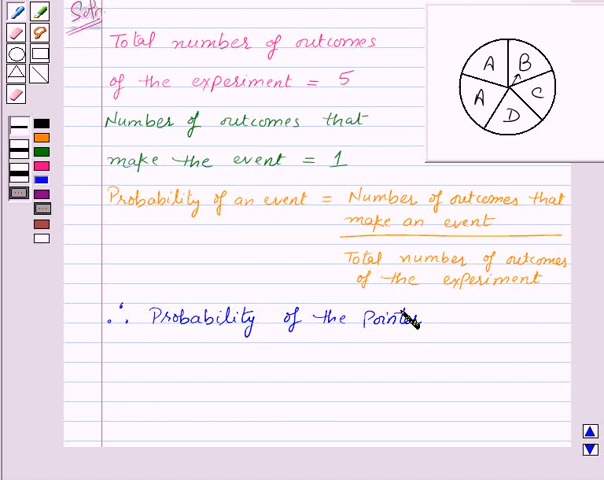 Soln
Total number of outcomes
of the experiment = 5
Number of outcomes that
make the event = 1
Probability of an event = Number of outcomes that
make an event
Total number of outcomes
of the experiment
∴ Probability of the Pointer
A B
A C
D